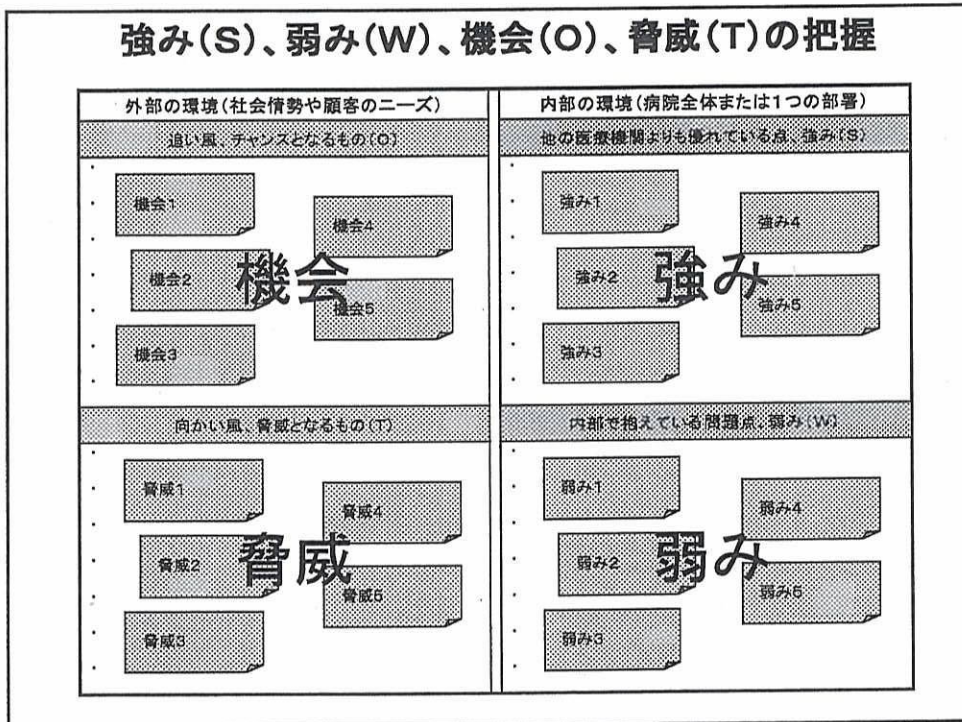 強み(S)、弱み(W)、機会(O)、脅威(T)の把握
外部の環境(社会情勢や顧客のニーズ)
追い風、チャンスとなるもの(O)
機会1
機会4
機会2
機会
機会5
機会3
向かい風、脅威となるもの(T)
脅威1
脅威4
脅威2
脅威
脅威5
脅威3
内部の環境(病院全体または1つの部署)
他の医療機関よりも優れている点、強み(S)
強み1
強み4
強み2
強み
強み5
強み3
内部で抱えている問題点、弱み(W)
弱み1
弱み4
弱み2
弱み
弱み5
弱み3